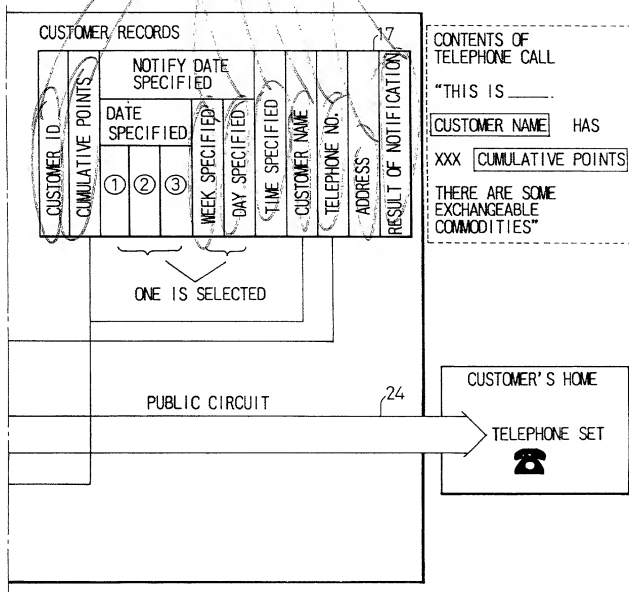 CUSTOMER RECORDS
17
CUSTOMER ID.
CUMULATIVE POINTS
NOTIFY DATE
SPECIFIED
DATE
SPECIFIED
① ② ③
WEEK SPECIFIED
DAY SPECIFIED
TIME SPECIFIED
CUSTOMER NAME
TELEPHONE NO.
ADDRESS
RESULT OF NOTIFICATION
ONE IS SELECTED
PUBLIC CIRCUIT
24
CONTENTS OF
TELEPHONE CALL
"THIS IS _____.
CUSTOMER NAME HAS
XXX CUMULATIVE POINTS
THERE ARE SOME
EXCHANGEABLE
COMMODITIES"
CUSTOMER'S HOME
TELEPHONE SET